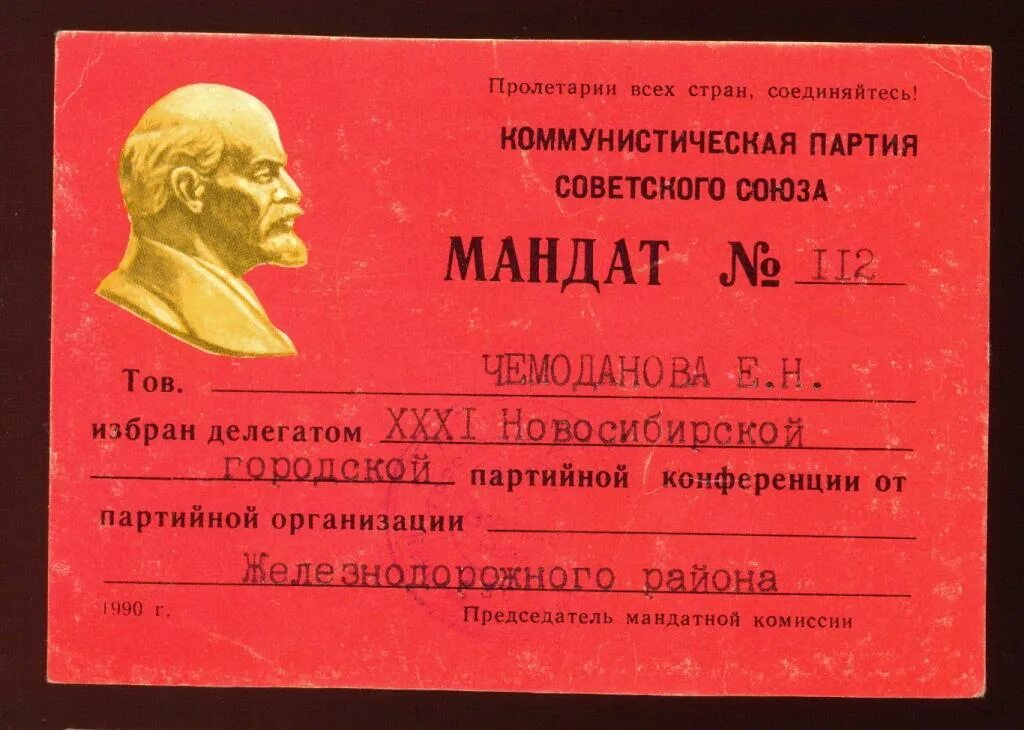 Пролетарии всех стран, соединяйтесь!
КОММУНИСТИЧЕСКАЯ ПАРТИЯ
СОВЕТСКОГО СОЮЗА
МАНДАТ № II2
Тов. ЧЕМОДАНОВА Е.Н.
избран делегатом XXXI Новосибирской
городской партийной конференции от
партийной организации
Железнодорожного района
1990 г. Председатель мандатной комиссии